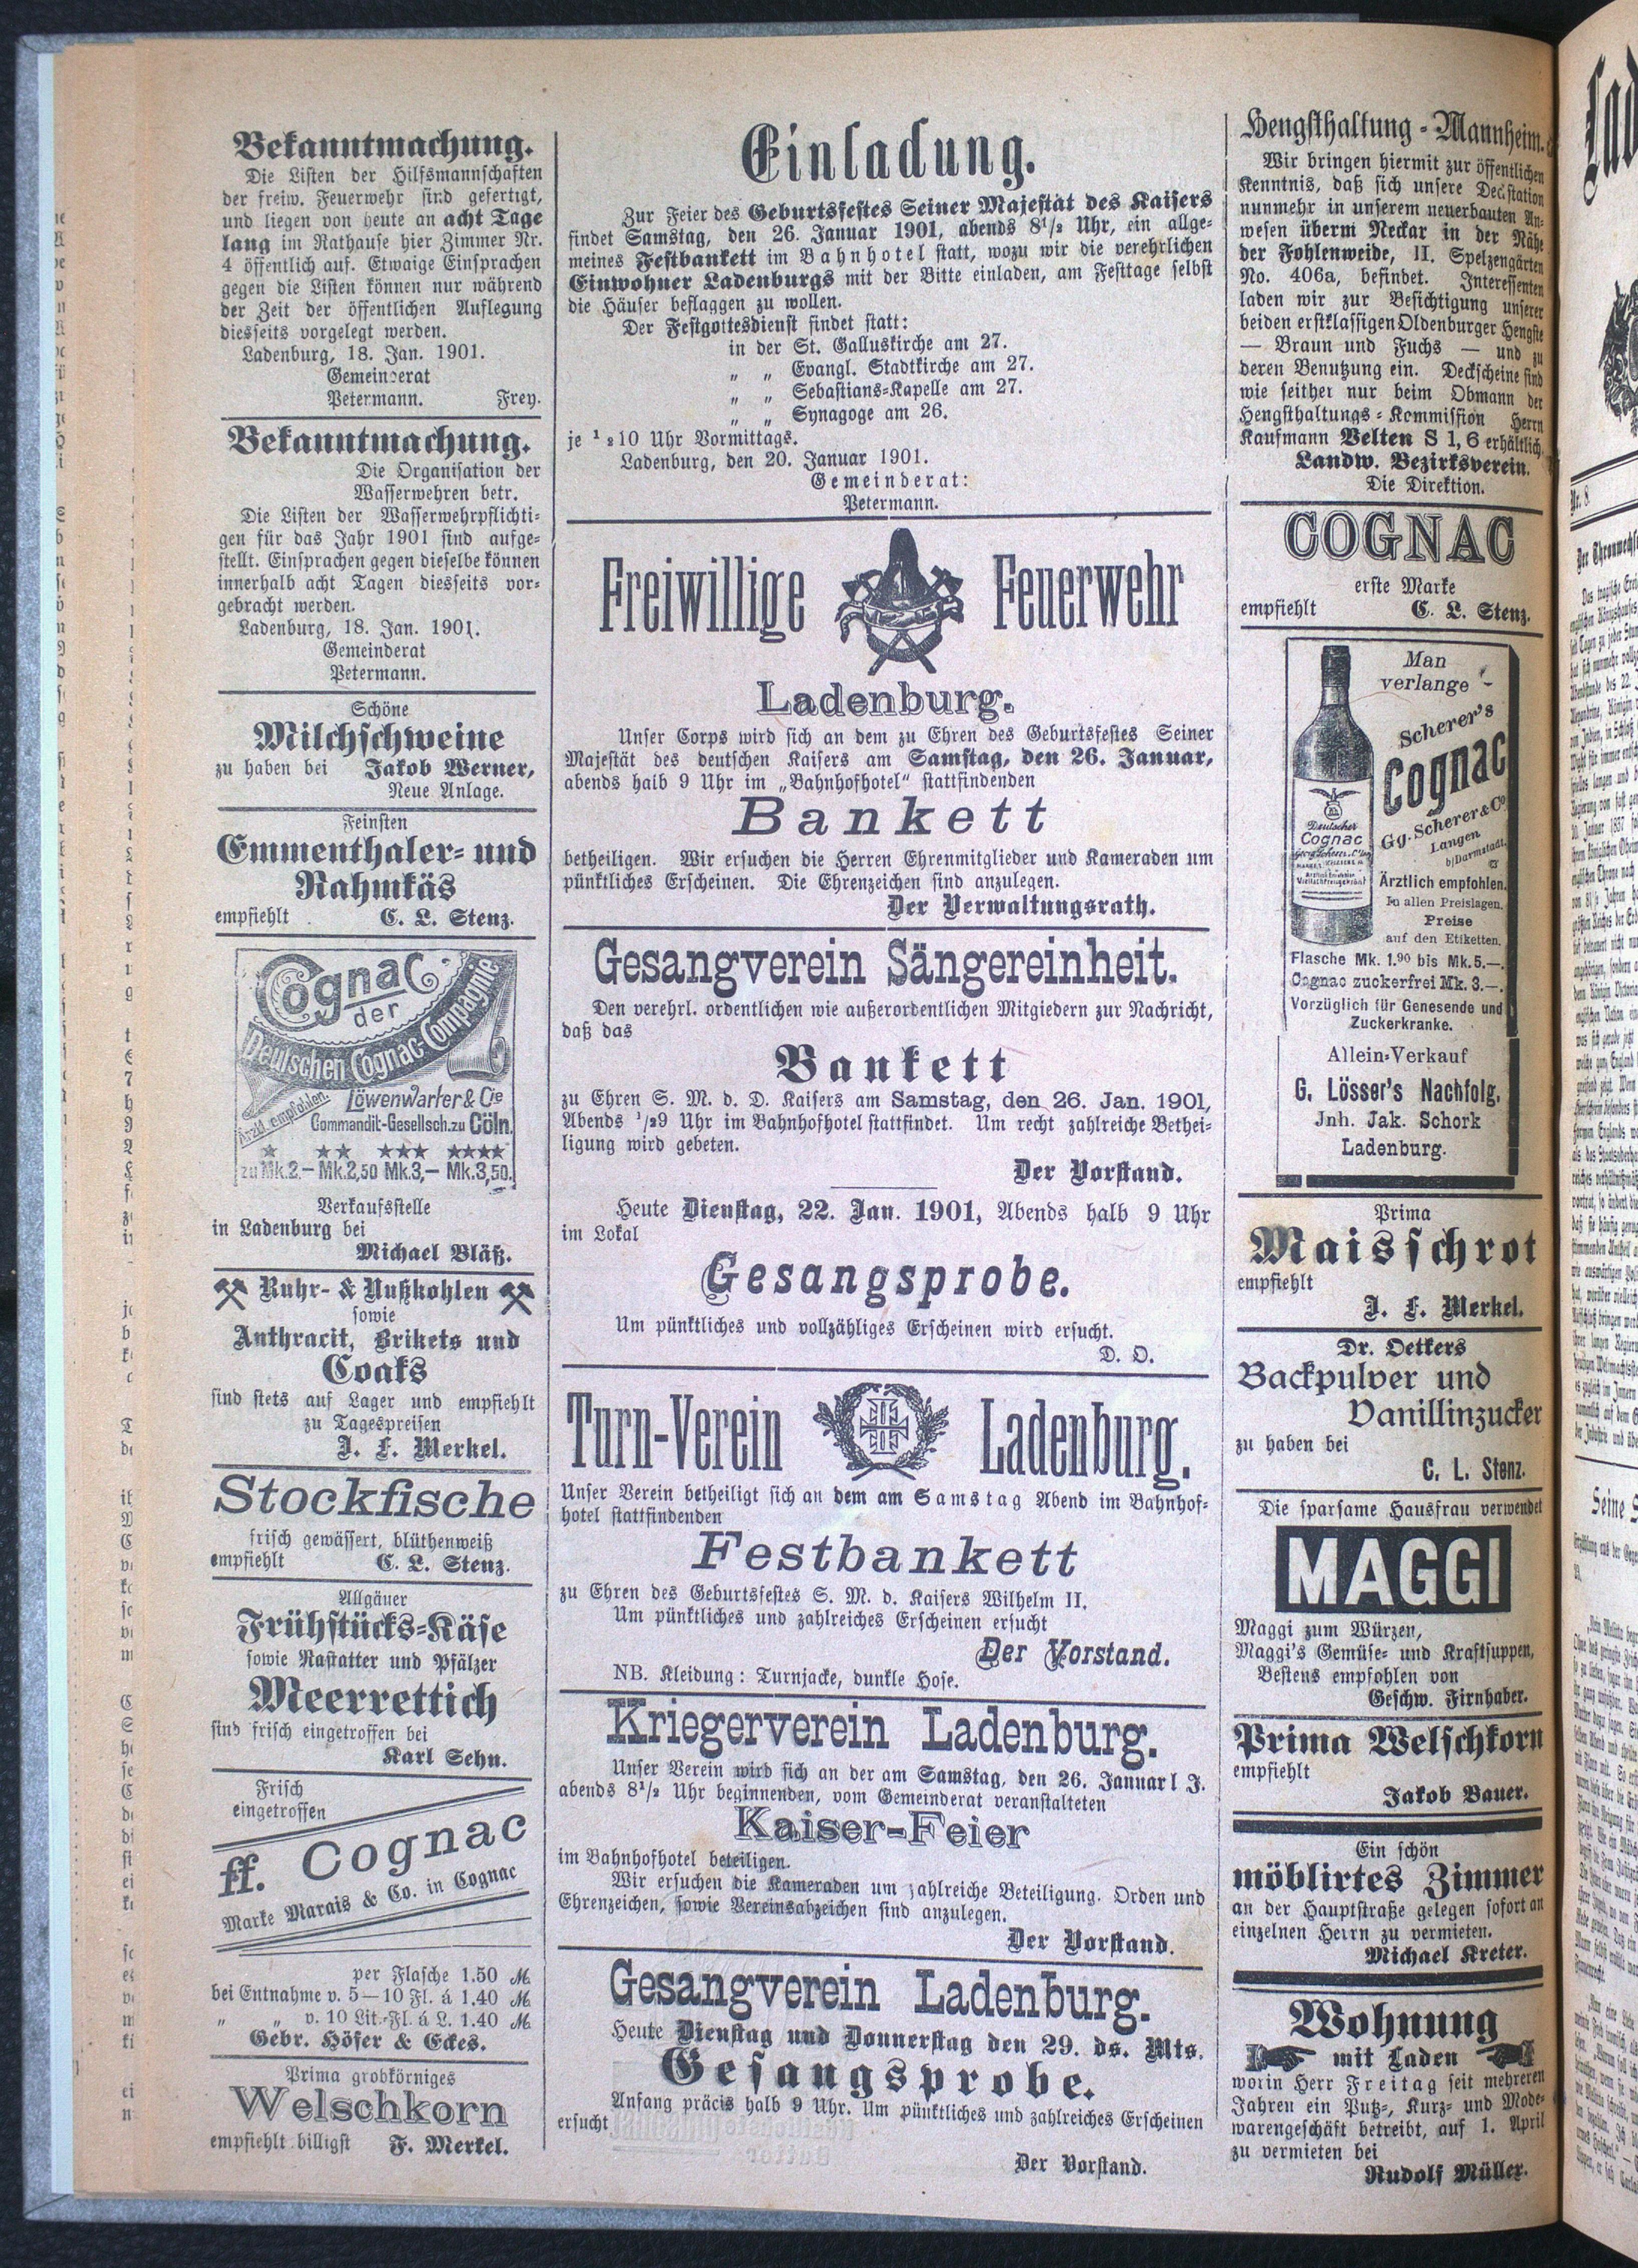 Bekanntmachung.
Die Listen der Hilfsmannschaften
der freiw. Feuerwehr sind gefertigt,
und liegen von heute an acht Tage
lang im Rathause hier Zimmer Nr.
4 öffentlich auf. Etwaige Einsprachen
gegen die Listen können nur während
der Zeit der öffentlichen Auflegung
diesseits vorgelegt werden.
Ladenburg, 18. Jan. 1901.
Gemeinderat
Petermann. Frey.
Bekanntmachung.
Die Organisation der
Wasserwehren betr.
Die Listen der Wasserwehrpflichti-
gen für das Jahr 1901 sind aufge-
stellt. Einsprachen gegen dieselbe können
innerhalb acht Tagen diesseits vor-
gebracht werden.
Ladenburg, 18. Jan. 1901.
Gemeinderat
Petermann.
Schöne
Milchschweine
zu haben bei Jakob Werner,
Neue Anlage.
Feinsten
Emmenthaler- und
Rahmkäs
empfiehlt C. L. Stenz.
Cognac
der
Deutschen Cognac-Compagnie
Ärztl. empfohlen.
Löwenwarter & Cie
Commandit-Gesellsch. zu Cöln.
★ ★★ ★★★ ★★★★
zu Mk. 2.– Mk. 2,50 Mk. 3,– Mk. 3,50.
Verkaufsstelle
in Ladenburg bei
Michael Bläß.
Ruhr- & Nußkohlen
sowie
Anthracit, Brikets und
Coaks
sind stets auf Lager und empfiehlt
zu Tagespreisen
J. F. Merkel.
Stockfische
frisch gewässert, blüthenweiß
empfiehlt C. L. Stenz.
Allgäuer
Frühstücks-Käse
sowie Rastatter und Pfälzer
Meerrettich
sind frisch eingetroffen bei
Karl Sehn.
Frisch
eingetroffen
ff. Cognac
Marke Marais & Co. in Cognac
per Flasche 1.50 M.
bei Entnahme v. 5—10 Fl. á 1.40 M.
„ „ v. 10 Lit.-Fl. á L. 1.40 M.
Gebr. Höfer & Eckes.
Prima grobkörniges
Welschkorn
empfiehlt billigst F. Merkel.
Einladung.
Zur Feier des Geburtsfestes Seiner Majestät des Kaisers
findet Samstag, den 26. Januar 1901, abends 8 1/2 Uhr, ein allge-
meines Festbankett im Bahnhotel statt, wozu wir die verehrlichen
Einwohner Ladenburgs mit der Bitte einladen, am Festtage selbst
die Häuser beflaggen zu wollen.
Der Festgottesdienst findet statt:
in der St. Galluskirche am 27.
„ „ Evangl. Stadtkirche am 27.
„ „ Sebastians-Kapelle am 27.
„ „ Synagoge am 26.
je 1/2 10 Uhr Vormittags.
Ladenburg, den 20. Januar 1901.
Gemeinderat:
Petermann.
Freiwillige Feuerwehr
Ladenburg.
Unser Corps wird sich an dem zu Ehren des Geburtsfestes Seiner
Majestät des deutschen Kaisers am Samstag, den 26. Januar,
abends halb 9 Uhr im „Bahnhofhotel“ stattfindenden
Bankett
betheiligen. Wir ersuchen die Herren Ehrenmitglieder und Kameraden um
pünktliches Erscheinen. Die Ehrenzeichen sind anzulegen.
Der Verwaltungsrath.
Gesangverein Sängereinheit.
Den verehrl. ordentlichen wie außerordentlichen Mitgiedern zur Nachricht,
daß das
Bankett
zu Ehren S. M. d. D. Kaisers am Samstag, den 26. Jan. 1901,
Abends 1/29 Uhr im Bahnhofhotel stattfindet. Um recht zahlreiche Bethei-
ligung wird gebeten.
Der Vorstand.
Heute Dienstag, 22. Jan. 1901, Abends halb 9 Uhr
im Lokal
Gesangsprobe.
Um pünktliches und vollzähliges Erscheinen wird ersucht.
D. O.
Turn-Verein Ladenburg.
Unser Verein betheiligt sich an dem am Samstag Abend im Bahnhof-
hotel stattfindenden
Festbankett
zu Ehren des Geburtsfestes S. M. d. Kaisers Wilhelm II.
Um pünktliches und zahlreiches Erscheinen ersucht
Der Vorstand.
NB. Kleidung: Turnjacke, dunkle Hose.
Kriegerverein Ladenburg.
Unser Verein wird sich an der am Samstag, den 26. Januar l J.
abends 8 1/2 Uhr beginnenden, vom Gemeinderat veranstalteten
Kaiser-Feier
im Bahnhofhotel beteiligen.
Wir ersuchen die Kameraden um zahlreiche Beteiligung. Orden und
Ehrenzeichen, sowie Vereinsabzeichen sind anzulegen.
Der Vorstand.
Gesangverein Ladenburg.
Heute Dienstag und Donnerstag den 29. ds. Mts.
Gesangsprobe.
Anfang präcis halb 9 Uhr. Um pünktliches und zahlreiches Erscheinen
ersucht
Der Vorstand.
Hengsthaltung-Mannheim.
Wir bringen hiermit zur öffentlichen
Kenntnis, daß sich unsere Deckstation
nunmehr in unserem neuerbauten An-
wesen überm Neckar in der Nähe
der Fohlenweide, II. Spelzengärten
No. 406a, befindet. Interessenten
laden wir zur Besichtigung unserer
beiden erstklassigen Oldenburger Hengste
— Braun und Fuchs — und zu
deren Benutzung ein. Deckscheine sind
wie seither nur beim Obmann der
Hengsthaltungs-Kommission Herrn
Kaufmann Velten S 1, 6 erhältlich.
Landw. Bezirksverein.
Die Direktion.
COGNAC
erste Marke
empfiehlt C. L. Stenz.
Man
verlange
Scherer's
Cognac
Gg. Scherer & Co
Langen
b/Darmstadt.
Deutscher
Cognac
Ärztlich empfohlen.
In allen Preislagen.
Preise
auf den Etiketten.
Flasche Mk. 1.90 bis Mk. 5.—.
Cognac zuckerfrei Mk. 3.—.
Vorzüglich für Genesende und
Zuckerkranke.
Allein-Verkauf
G. Lösser's Nachfolg.
Jnh. Jak. Schork
Ladenburg.
Prima
Maisschrot
empfiehlt
J. F. Merkel.
Dr. Oetkers
Backpulver und
Vanillinzucker
zu haben bei
C. L. Stenz.
Die sparsame Hausfrau verwendet
MAGGI
Maggi zum Würzen,
Maggi's Gemüse- und Kraftsuppen,
Bestens empfohlen von
Geschw. Firnhaber.
Prima Welschkorn
empfiehlt
Jakob Bauer.
Ein schön
möblirtes Zimmer
an der Hauptstraße gelegen sofort an
einzelnen Herrn zu vermieten.
Michael Kreter.
Wohnung
mit Laden
worin Herr Freitag seit mehreren
Jahren ein Putz-, Kurz- und Mode-
warengeschäft betreibt, auf 1. April
zu vermieten bei
Rudolf Müller.
Nr. 8